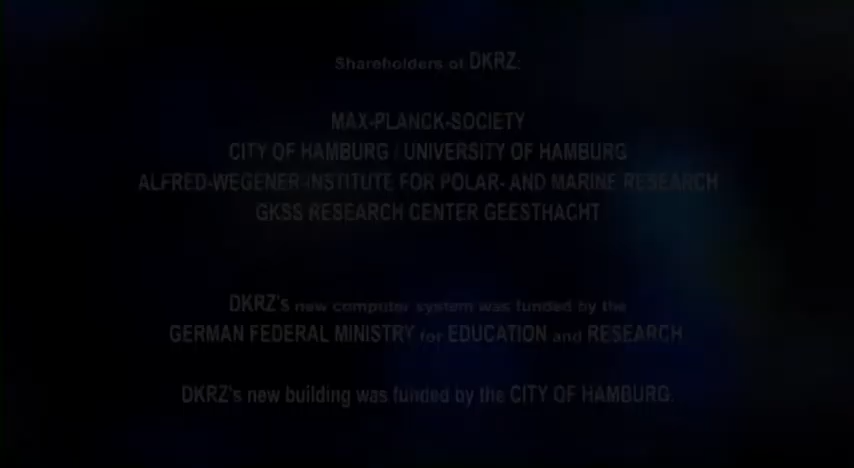 Shareholders of DKRZ:
MAX-PLANCK-SOCIETY
CITY OF HAMBURG / UNIVERSITY OF HAMBURG
ALFRED-WEGENER-INSTITUTE FOR POLAR- AND MARINE RESEARCH
GKSS RESEARCH CENTER GEESTHACHT
DKRZ's new computer system was funded by the
GERMAN FEDERAL MINISTRY for EDUCATION and RESEARCH.
DKRZ's new building was funded by the CITY OF HAMBURG.